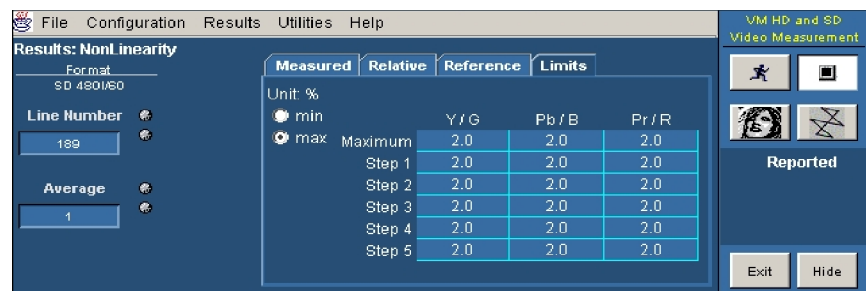 File Configuration Results Utilities Help
VM HD and SD
Video Measurement
Results: NonLinearity
Format
SD 480I/60
Line Number
189
Average
1
Measured Relative Reference Limits
Unit: %
min
max
Y / G Pb / B Pr / R
Maximum 2.0 2.0 2.0
Step 1 2.0 2.0 2.0
Step 2 2.0 2.0 2.0
Step 3 2.0 2.0 2.0
Step 4 2.0 2.0 2.0
Step 5 2.0 2.0 2.0
Reported
Exit Hide